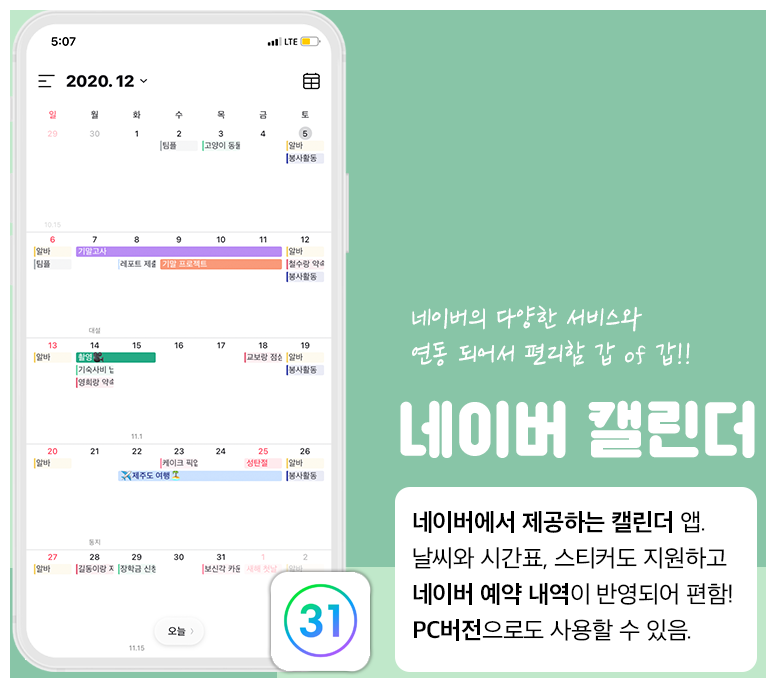 5:07 LTE
2020. 12
일 월 화 수 목 금 토
29 30 1 2 3 4 5
팀플 고양이 동물 알바
봉사활동
10.15
6 7 8 9 10 11 12
알바 기말고사 알바
팀플 레포트 제출 기말 프로젝트 철수랑 약속
봉사활동
대설
13 14 15 16 17 18 19
알바 촬영 교보랑 점심 알바
기숙사비 봉사활동
영희랑 약속
11.1
20 21 22 23 24 25 26
알바 케이크 픽업 성탄절 알바
제주도 여행 봉사활동
동지
27 28 29 30 31 1 2
알바 길동이랑 장학금 신청 보신각 카운 새해 첫날 알바
오늘
11.15
31
네이버의 다양한 서비스와
연동 되어서 편리함 갑 of 갑!!
네이버 캘린더
네이버에서 제공하는 캘린더 앱.
날씨와 시간표, 스티커도 지원하고
네이버 예약 내역이 반영되어 편함!
PC버전으로도 사용할 수 있음.